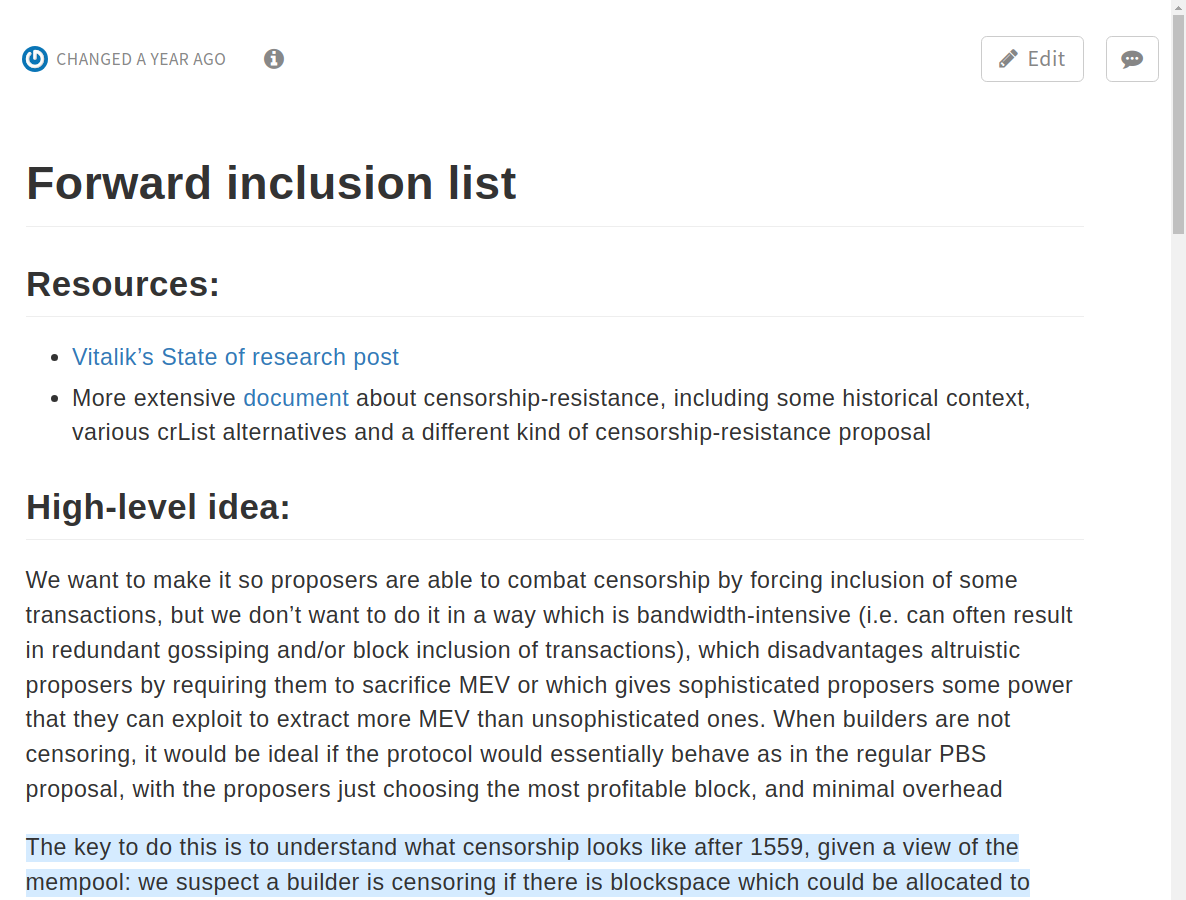 CHANGED A YEAR AGO
Edit
Forward inclusion list
Resources:
Vitalik’s State of research post
More extensive document about censorship-resistance, including some historical context,
various crList alternatives and a different kind of censorship-resistance proposal
High-level idea:
We want to make it so proposers are able to combat censorship by forcing inclusion of some
transactions, but we don’t want to do it in a way which is bandwidth-intensive (i.e. can often result
in redundant gossiping and/or block inclusion of transactions), which disadvantages altruistic
proposers by requiring them to sacrifice MEV or which gives sophisticated proposers some power
that they can exploit to extract more MEV than unsophisticated ones. When builders are not
censoring, it would be ideal if the protocol would essentially behave as in the regular PBS
proposal, with the proposers just choosing the most profitable block, and minimal overhead
The key to do this is to understand what censorship looks like after 1559, given a view of the
mempool: we suspect a builder is censoring if there is blockspace which could be allocated to